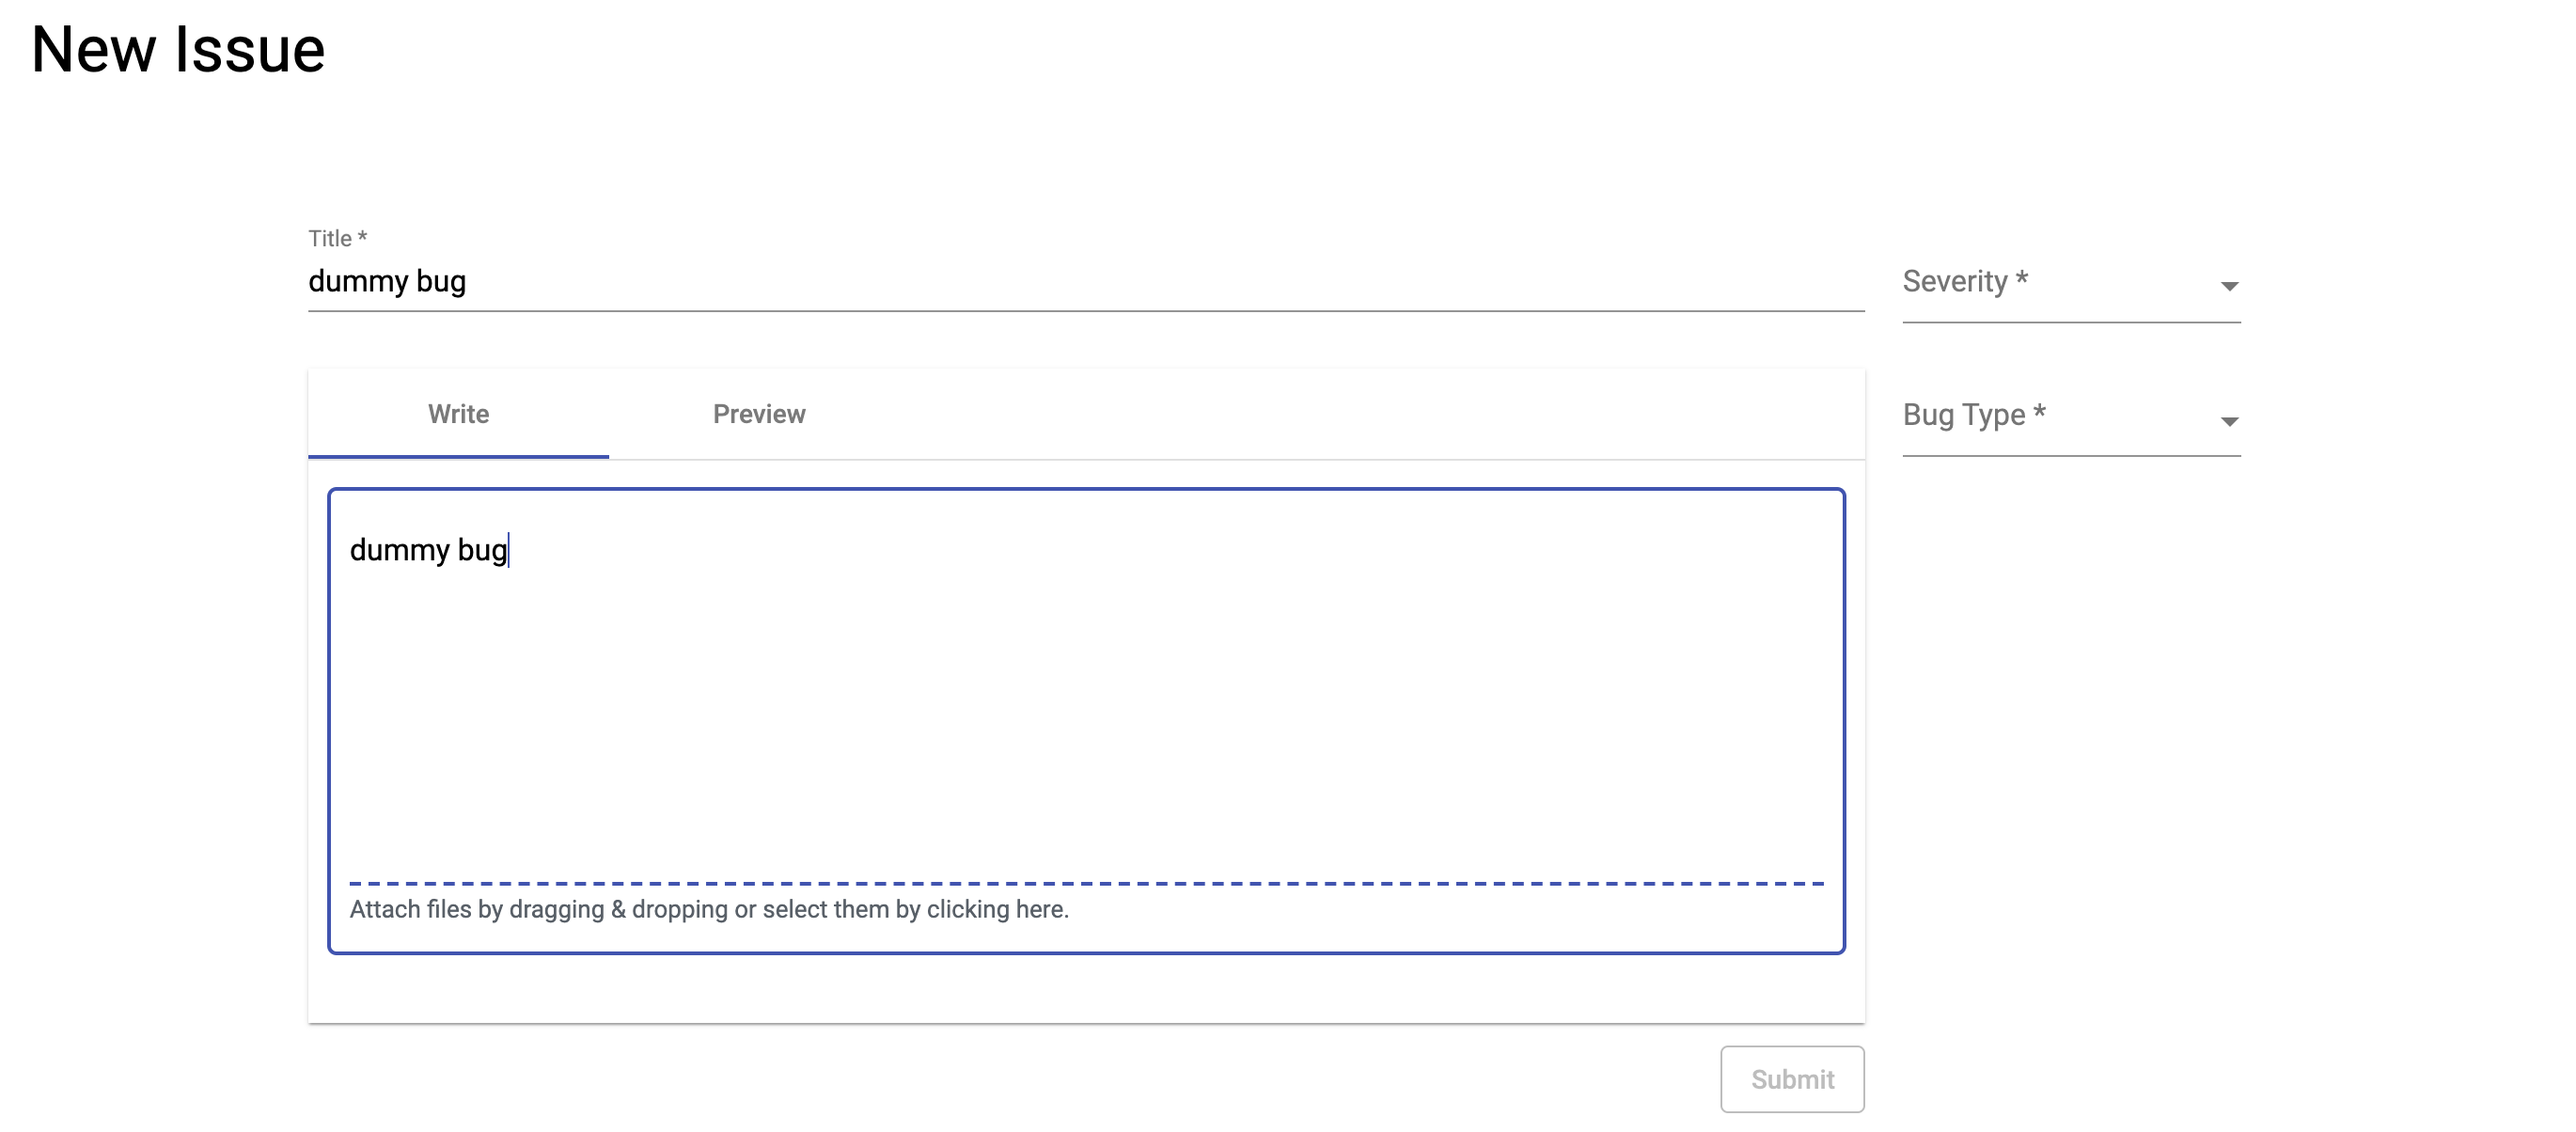 New Issue
Title *
dummy bug
Severity *
Write
Preview
Bug Type *
dummy bug
Attach files by dragging & dropping or select them by clicking here.
Submit